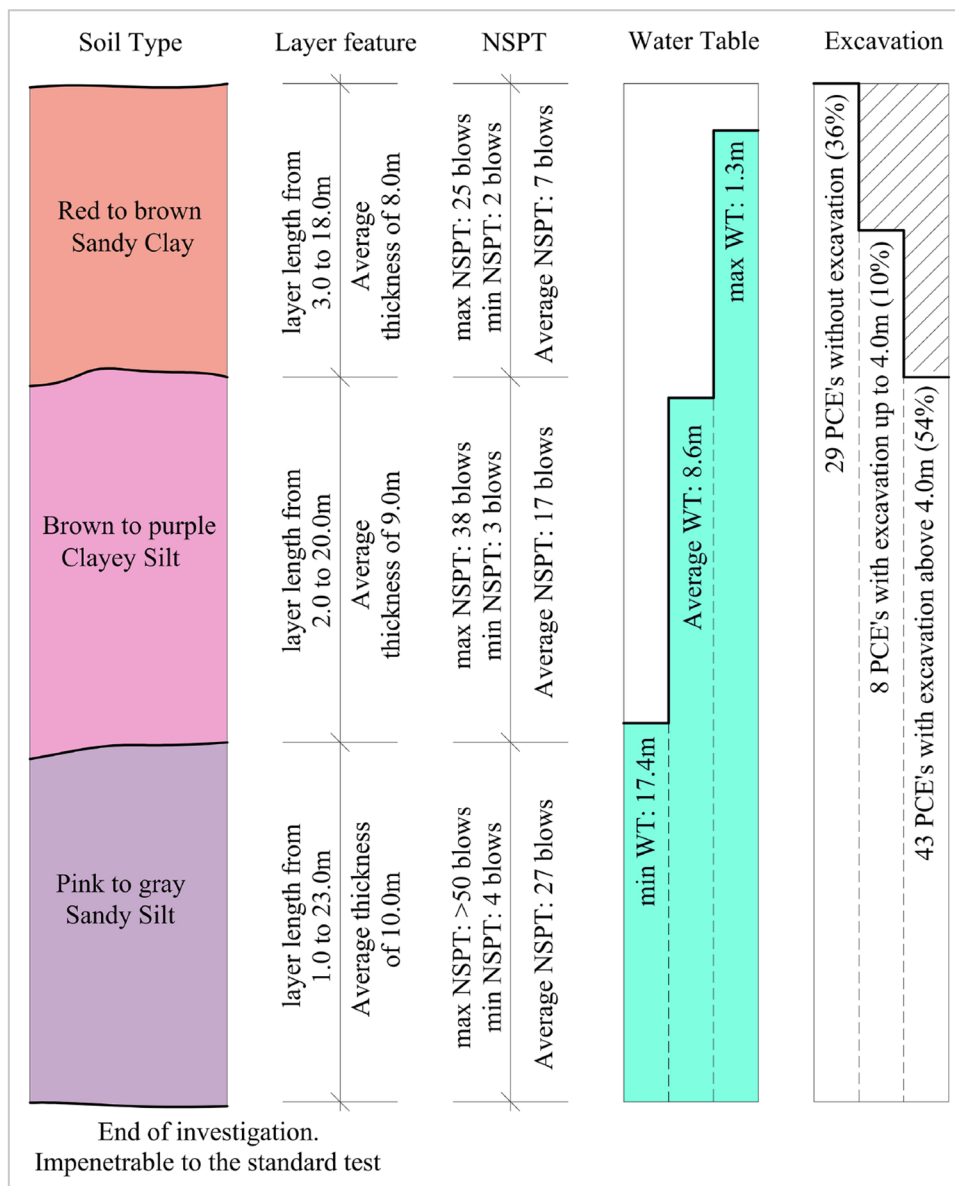 Soil Type
Layer feature
NSPT
Water Table
Excavation
Red to brown
Sandy Clay
layer length from
3.0 to 18.0m
Average
thickness of 8.0m
max NSPT: 25 blows
min NSPT: 2 blows
Average NSPT: 7 blows
Brown to purple
Clayey Silt
layer length from
2.0 to 20.0m
Average
thickness of 9.0m
max NSPT: 38 blows
min NSPT: 3 blows
Average NSPT: 17 blows
Pink to gray
Sandy Silt
layer length from
1.0 to 23.0m
Average thickness
of 10.0m
max NSPT: >50 blows
min NSPT: 4 blows
Average NSPT: 27 blows
min WT: 17.4m
Average WT: 8.6m
max WT: 1.3m
29 PCE's without excavation (36%)
8 PCE's with excavation up to 4.0m (10%)
43 PCE's with excavation above 4.0m (54%)
End of investigation.
Impenetrable to the standard test